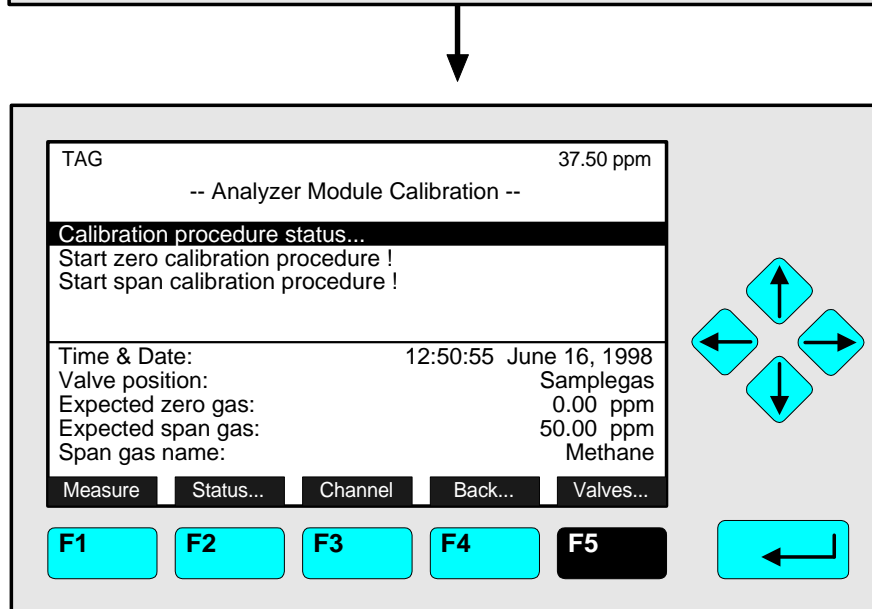 TAG 37.50 ppm
-- Analyzer Module Calibration --
Calibration procedure status...
Start zero calibration procedure !
Start span calibration procedure !
Time & Date: 12:50:55 June 16, 1998
Valve position: Samplegas
Expected zero gas: 0.00 ppm
Expected span gas: 50.00 ppm
Span gas name: Methane
Measure Status... Channel Back... Valves...
F1 F2 F3 F4 F5